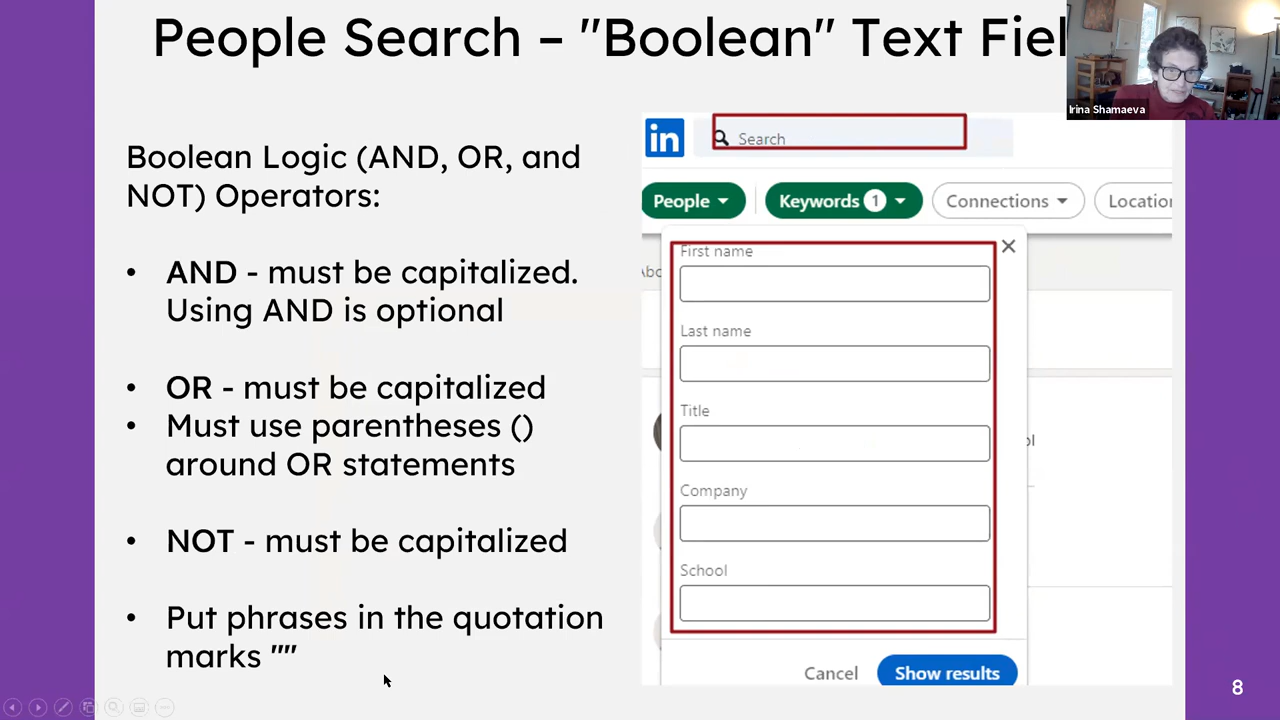 People Search – "Boolean" Text Fiel
Irina Shamaeva
Boolean Logic (AND, OR, and
NOT) Operators:
• AND - must be capitalized.
Using AND is optional
• OR - must be capitalized
• Must use parentheses ()
around OR statements
• NOT - must be capitalized
• Put phrases in the quotation
marks ""
in
Search
People
Keywords 1
Connections
Location
First name
Last name
Title
Company
School
Cancel
Show results
8